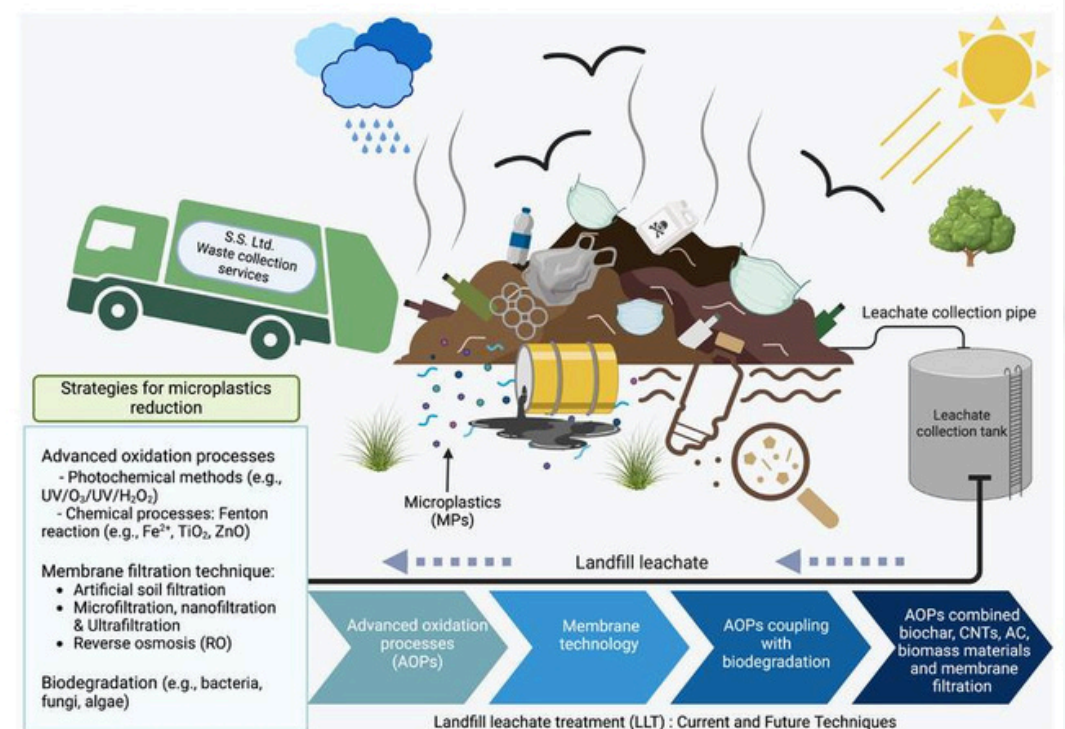 S.S. Ltd.
Waste collection
services
Leachate collection pipe
Leachate
collection tank
Strategies for microplastics
reduction
Advanced oxidation processes
- Photochemical methods (e.g.,
UV/O₃/UV/H₂O₂)
- Chemical processes: Fenton
reaction (e.g., Fe²⁺, TiO₂, ZnO)
Membrane filtration technique:
• Artificial soil filtration
• Microfiltration, nanofiltration
& Ultrafiltration
• Reverse osmosis (RO)
Biodegradation (e.g., bacteria,
fungi, algae)
Microplastics
(MPs)
Landfill leachate
Advanced oxidation
processes
(AOPs)
Membrane
technology
AOPs coupling
with
biodegradation
AOPs combined
biochar, CNTs, AC,
biomass materials
and membrane
filtration
Landfill leachate treatment (LLT) : Current and Future Techniques